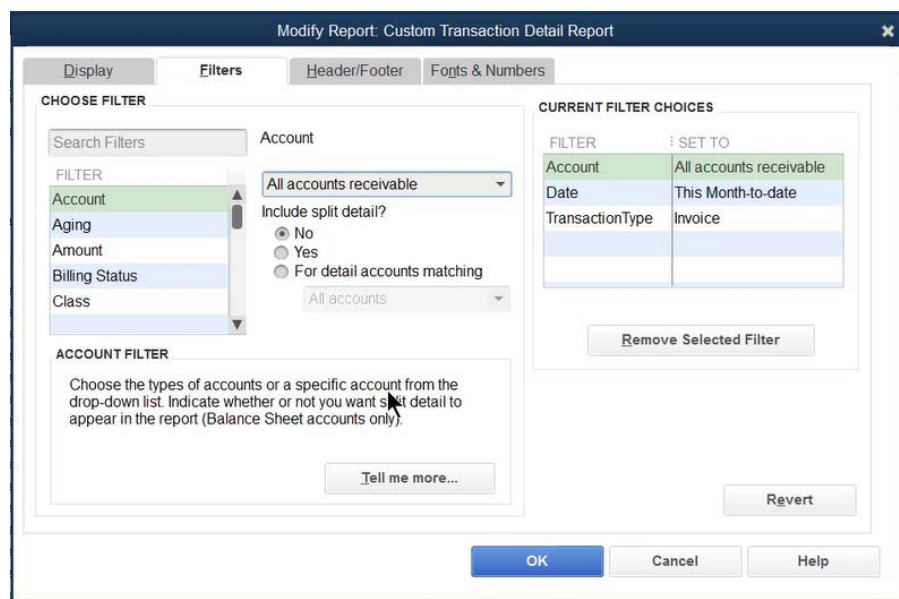 Modify Report: Custom Transaction Detail Report
Display Filters Header/Footer Fonts & Numbers
CHOOSE FILTER
Search Filters
FILTER
Account
Aging
Amount
Billing Status
Class
Account
All accounts receivable
Include split detail?
No
Yes
For detail accounts matching
All accounts
ACCOUNT FILTER
Choose the types of accounts or a specific account from the
drop-down list. Indicate whether or not you want split detail to
appear in the report (Balance Sheet accounts only).
Tell me more...
CURRENT FILTER CHOICES
FILTER SET TO
Account All accounts receivable
Date This Month-to-date
TransactionType Invoice
Remove Selected Filter
Revert
OK Cancel Help